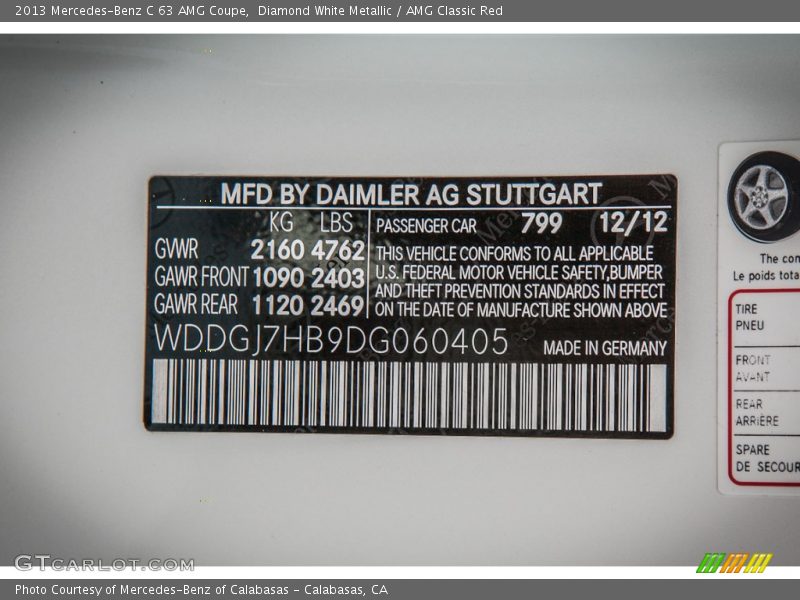 2013 Mercedes-Benz C 63 AMG Coupe,  Diamond White Metallic / AMG Classic Red
MFD BY DAIMLER AG STUTTGART
KG LBS
GVWR 2160 4762
GAWR FRONT 1090 2403
GAWR REAR 1120 2469
PASSENGER CAR 799 12/12
THIS VEHICLE CONFORMS TO ALL APPLICABLE
U.S. FEDERAL MOTOR VEHICLE SAFETY,BUMPER
AND THEFT PREVENTION STANDARDS IN EFFECT
ON THE DATE OF MANUFACTURE SHOWN ABOVE
WDDGJ7HB9DG060405
MADE IN GERMANY
The com
Le poids tota
TIRE
PNEU
FRONT
AVANT
REAR
ARRIÈRE
SPARE
DE SECOUR
GTCARLOT.COM
Photo Courtesy of Mercedes-Benz of Calabasas - Calabasas, CA